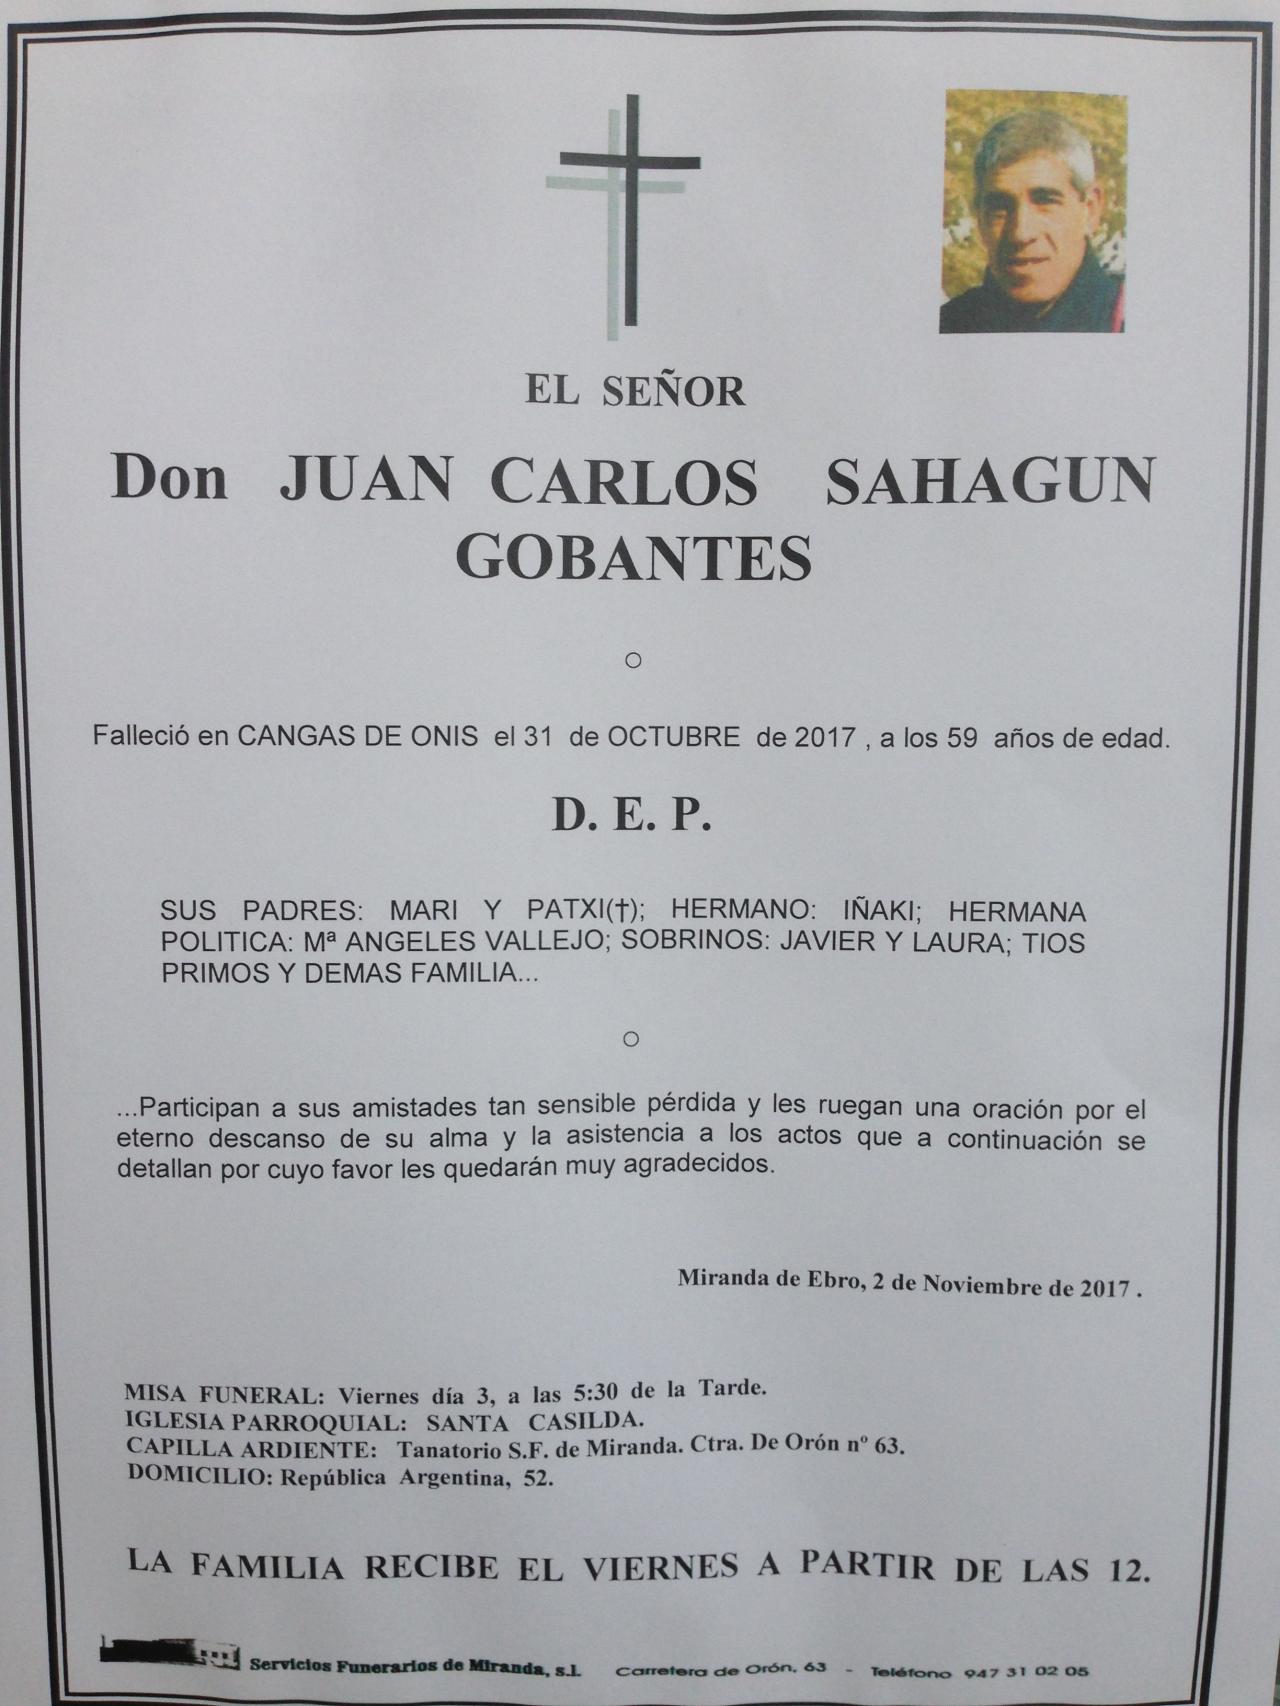 EL SEÑOR
Don JUAN CARLOS SAHAGUN
GOBANTES
Falleció en CANGAS DE ONIS el 31 de OCTUBRE de 2017 , a los 59 años de edad.
D. E. P.
SUS PADRES: MARI Y PATXI(†); HERMANO: IÑAKI; HERMANA
POLITICA: Mª ANGELES VALLEJO; SOBRINOS: JAVIER Y LAURA; TIOS
PRIMOS Y DEMAS FAMILIA...
...Participan a sus amistades tan sensible pérdida y les ruegan una oración por el
eterno descanso de su alma y la asistencia a los actos que a continuación se
detallan por cuyo favor les quedarán muy agradecidos.
Miranda de Ebro, 2 de Noviembre de 2017 .
MISA FUNERAL: Viernes día 3, a las 5:30 de la Tarde.
IGLESIA PARROQUIAL: SANTA CASILDA.
CAPILLA ARDIENTE: Tanatorio S.F. de Miranda. Ctra. De Orón nº 63.
DOMICILIO: República Argentina, 52.
LA FAMILIA RECIBE EL VIERNES A PARTIR DE LAS 12.
Servicios Funerarios de Miranda, s.l. Carretera de Orón, 63 - Teléfono 947 31 02 05